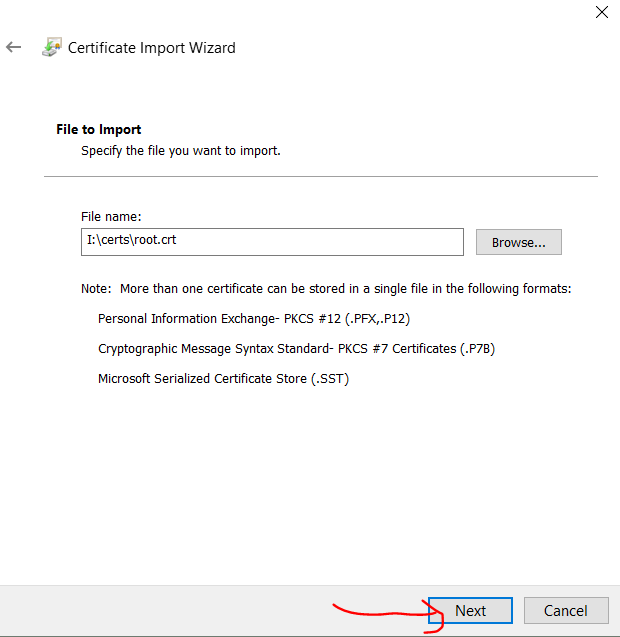 Certificate Import Wizard
File to Import
Specify the file you want to import.
File name:
I:\certs\root.crt
Browse...
Note:  More than one certificate can be stored in a single file in the following formats:
Personal Information Exchange- PKCS #12 (.PFX,.P12)
Cryptographic Message Syntax Standard- PKCS #7 Certificates (.P7B)
Microsoft Serialized Certificate Store (.SST)
Next
Cancel